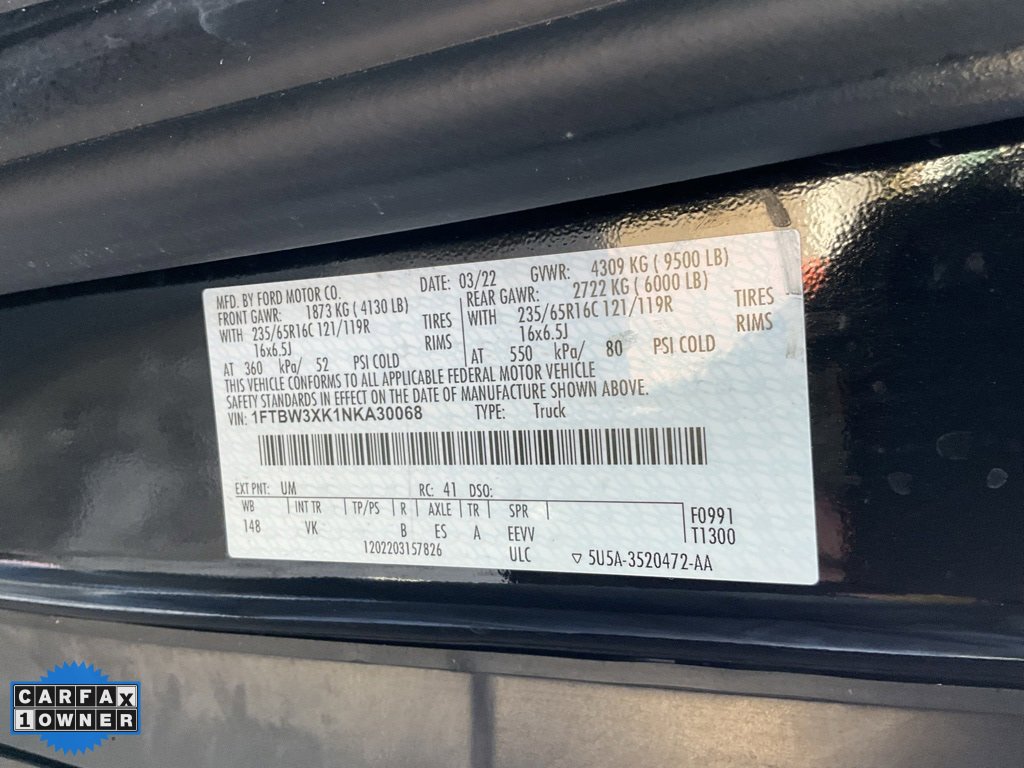 MFD. BY FORD MOTOR CO.
DATE: 03/22 GVWR: 4309 KG ( 9500 LB)
FRONT GAWR: 1873 KG ( 4130 LB)
REAR GAWR: 2722 KG ( 6000 LB)
WITH 235/65R16C 121/119R TIRES
WITH 235/65R16C 121/119R TIRES
16x6.5J RIMS
16x6.5J RIMS
AT 360 kPa/ 52 PSI COLD
AT 550 kPa/ 80 PSI COLD
THIS VEHICLE CONFORMS TO ALL APPLICABLE FEDERAL MOTOR VEHICLE
SAFETY STANDARDS IN EFFECT ON THE DATE OF MANUFACTURE SHOWN ABOVE.
VIN: 1FTBW3XK1NKA30068 TYPE: Truck
EXT PNT: UM RC: 41 DSO:
WB INT TR TP/PS R AXLE TR SPR F0991
148 VK B ES A EEVV T1300
1202203157826 ULC ▽ 5U5A-3520472-AA
CARFAX
1 OWNER